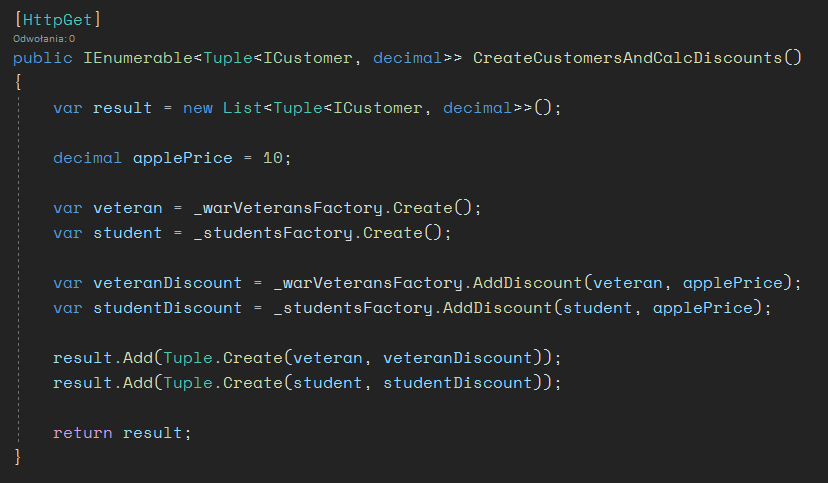 [HttpGet]
Odwołania: 0
public IEnumerable<Tuple<ICustomer, decimal>> CreateCustomersAndCalcDiscounts()
{
var result = new List<Tuple<ICustomer, decimal>>();
decimal applePrice = 10;
var veteran = _warVeteransFactory.Create();
var student = _studentsFactory.Create();
var veteranDiscount = _warVeteransFactory.AddDiscount(veteran, applePrice);
var studentDiscount = _studentsFactory.AddDiscount(student, applePrice);
result.Add(Tuple.Create(veteran, veteranDiscount));
result.Add(Tuple.Create(student, studentDiscount));
return result;
}